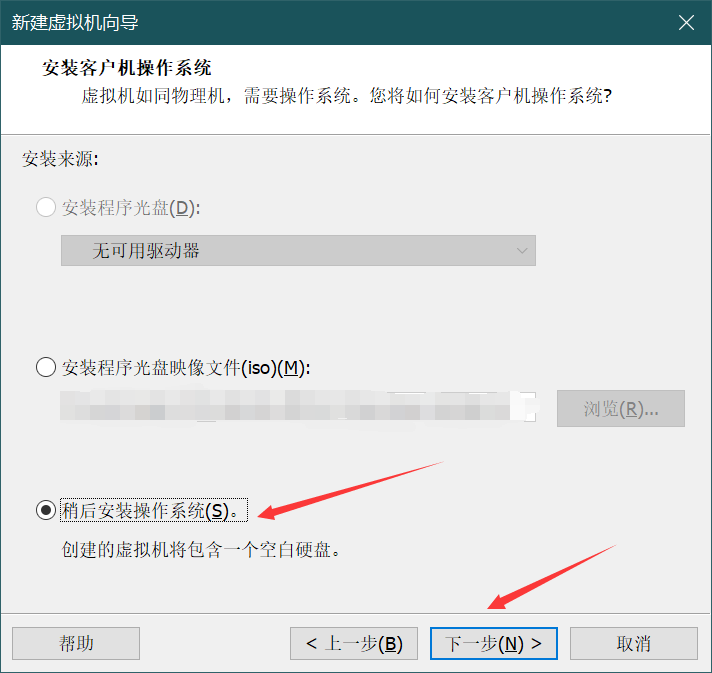 新建虚拟机向导
安装客户机操作系统
虚拟机如同物理机，需要操作系统。您将如何安装客户机操作系统?
安装来源:
安装程序光盘(D):
无可用驱动器
安装程序光盘映像文件(iso)(M):
浏览(R)...
稍后安装操作系统(S)。
创建的虚拟机将包含一个空白硬盘。
帮助
< 上一步(B)
下一步(N) >
取消